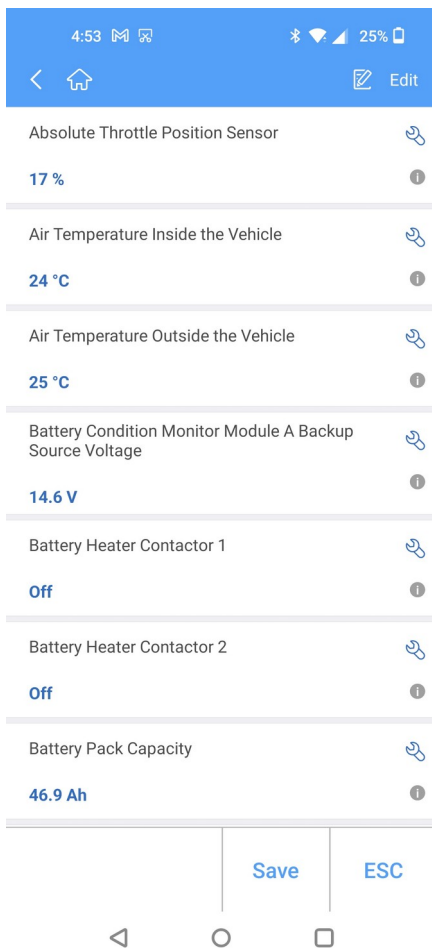 4:53
25%
Edit
Absolute Throttle Position Sensor
17 %
Air Temperature Inside the Vehicle
24 °C
Air Temperature Outside the Vehicle
25 °C
Battery Condition Monitor Module A Backup
Source Voltage
14.6 V
Battery Heater Contactor 1
Off
Battery Heater Contactor 2
Off
Battery Pack Capacity
46.9 Ah
Save
ESC